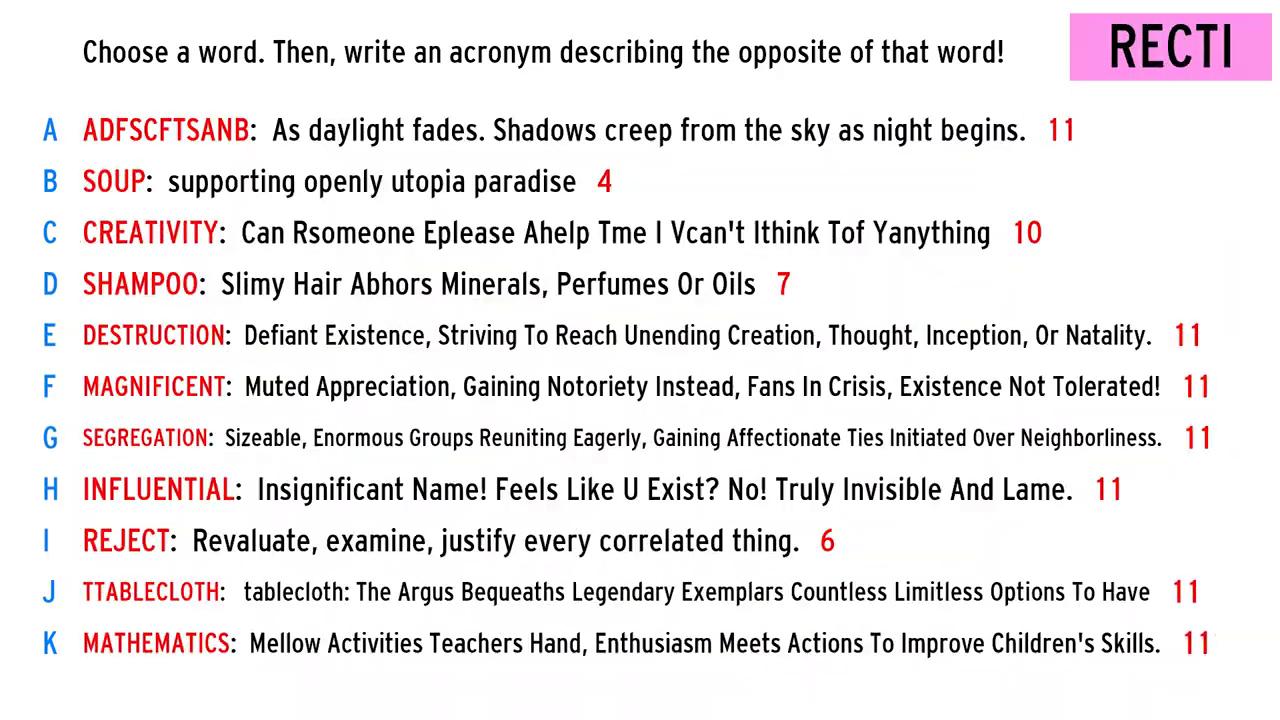 Choose a word. Then, write an acronym describing the opposite of that word!
RECTI
A ADFSCFTSANB: As daylight fades. Shadows creep from the sky as night begins. 11
B SOUP: supporting openly utopia paradise 4
C CREATIVITY: Can Rsomeone Eplease Ahelp Tme I Vcan't Ithink Tof Yanything 10
D SHAMPOO: Slimy Hair Abhors Minerals, Perfumes Or Oils 7
E DESTRUCTION: Defiant Existence, Striving To Reach Unending Creation, Thought, Inception, Or Natality. 11
F MAGNIFICENT: Muted Appreciation, Gaining Notoriety Instead, Fans In Crisis, Existence Not Tolerated! 11
G SEGREGATION: Sizeable, Enormous Groups Reuniting Eagerly, Gaining Affectionate Ties Initiated Over Neighborliness. 11
H INFLUENTIAL: Insignificant Name! Feels Like U Exist? No! Truly Invisible And Lame. 11
I REJECT: Revaluate, examine, justify every correlated thing. 6
J TTABLECLOTH: tablecloth: The Argus Bequeaths Legendary Exemplars Countless Limitless Options To Have 11
K MATHEMATICS: Mellow Activities Teachers Hand, Enthusiasm Meets Actions To Improve Children's Skills. 11